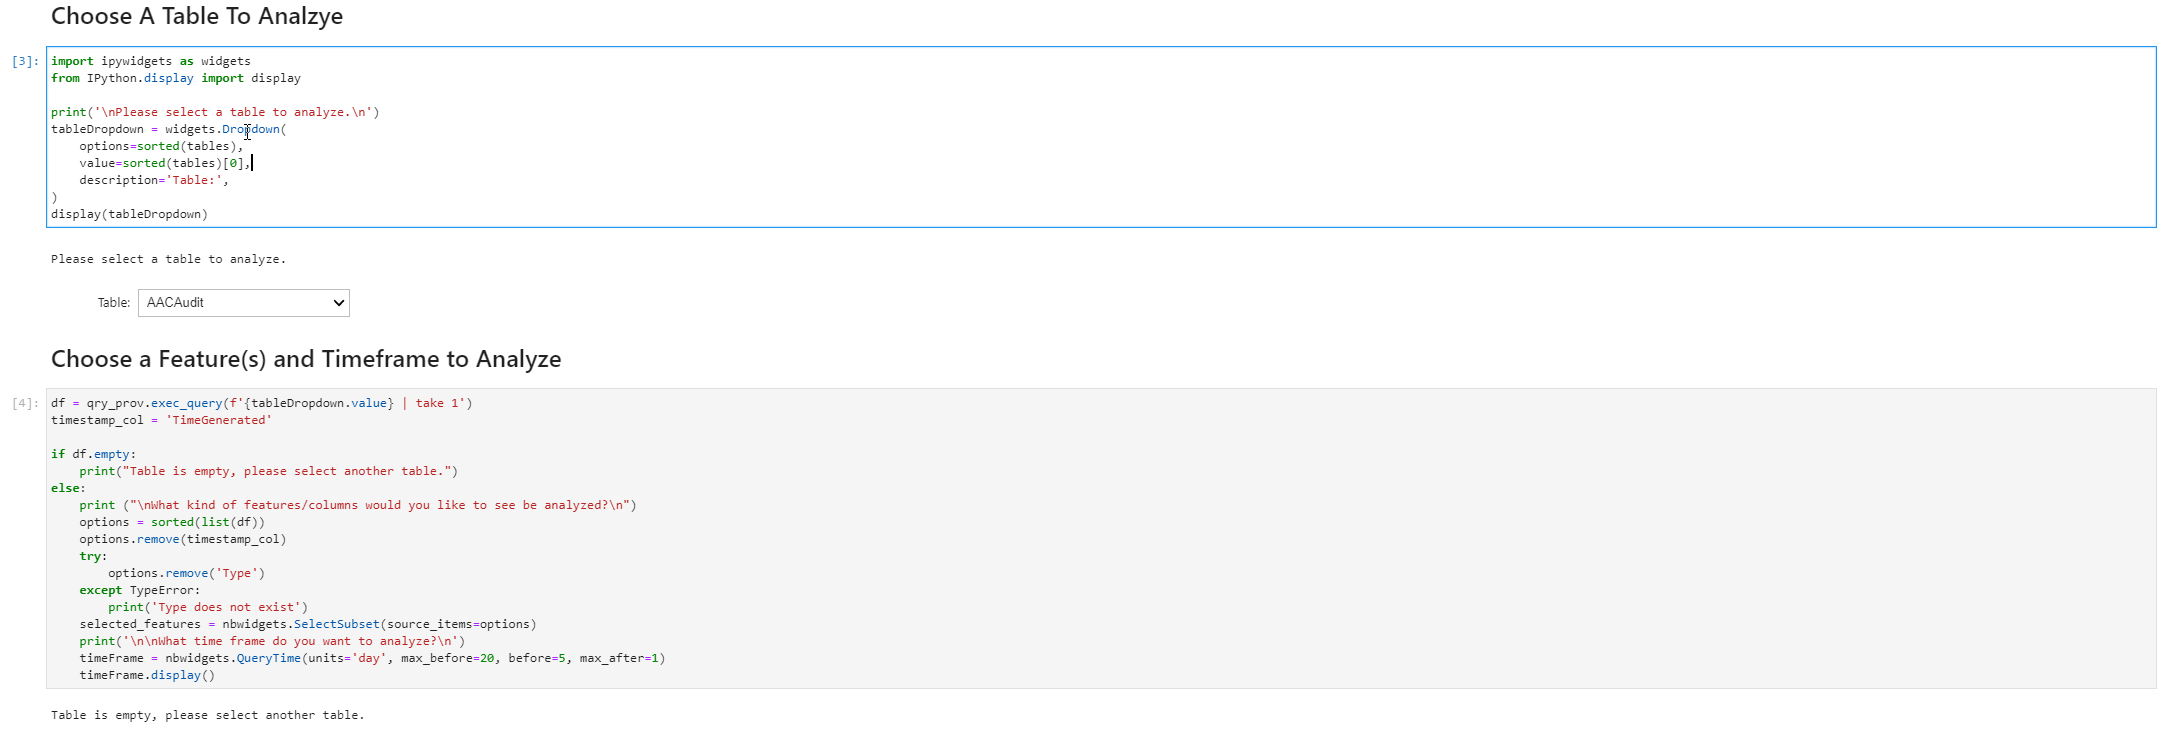 Choose A Table To Analzye
[3]:
import ipywidgets as widgets
from IPython.display import display
print('\nPlease select a table to analyze.\n')
tableDropdown = widgets.Dropdown(
    options=sorted(tables),
    value=sorted(tables)[0],
    description='Table:',
)
display(tableDropdown)
Please select a table to analyze.
Table: AACAudit
Choose a Feature(s) and Timeframe to Analyze
[4]:
df = qry_prov.exec_query(f'{tableDropdown.value} | take 1')
timestamp_col = 'TimeGenerated'
if df.empty:
    print("Table is empty, please select another table.")
else:
    print ("\nWhat kind of features/columns would you like to see be analyzed?\n")
    options = sorted(list(df))
    options.remove(timestamp_col)
    try:
        options.remove('Type')
    except TypeError:
        print('Type does not exist')
    selected_features = nbwidgets.SelectSubset(source_items=options)
    print('\n\nWhat time frame do you want to analyze?\n')
    timeFrame = nbwidgets.QueryTime(units='day', max_before=20, before=5, max_after=1)
    timeFrame.display()
Table is empty, please select another table.